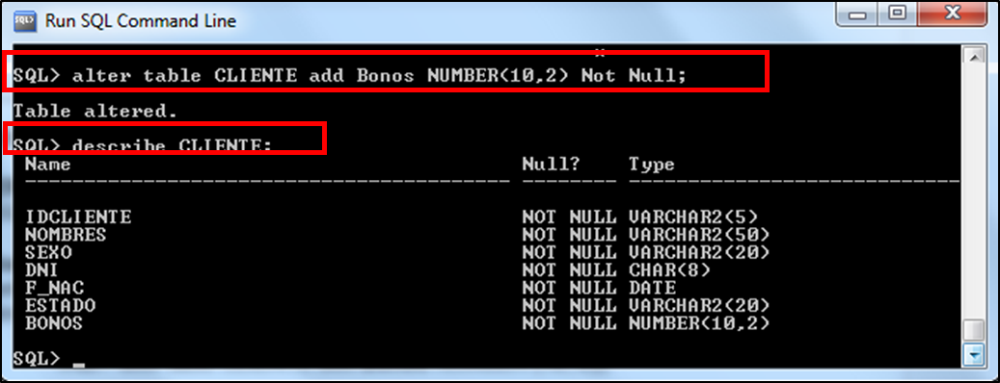 Run SQL Command Line
SQL> alter table CLIENTE add Bonos NUMBER(10,2) Not Null;
Table altered.
SQL> describe CLIENTE;
Name Null? Type
----------------------------------------- -------- ----------------------------
IDCLIENTE NOT NULL VARCHAR2(5)
NOMBRES NOT NULL VARCHAR2(50)
SEXO NOT NULL VARCHAR2(20)
DNI NOT NULL CHAR(8)
F_NAC NOT NULL DATE
ESTADO NOT NULL VARCHAR2(20)
BONOS NOT NULL NUMBER(10,2)
SQL> _